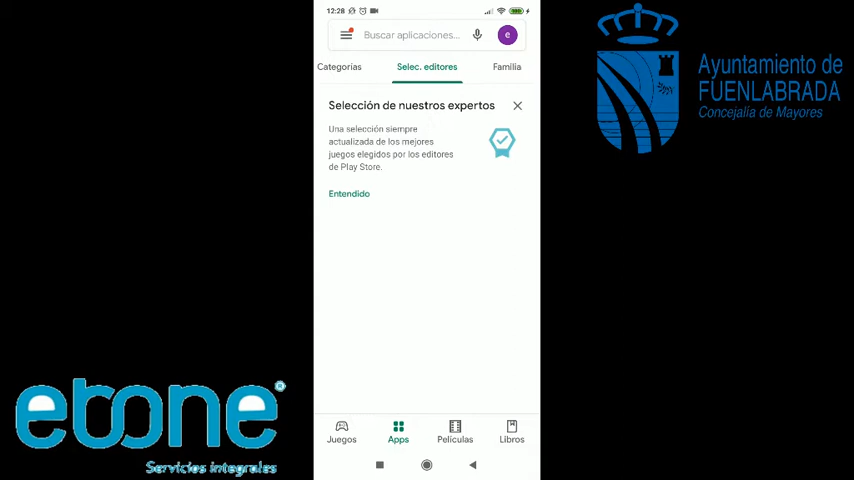 12:28
Buscar aplicaciones...
e
Categorías
Selec. editores
Familia
Selección de nuestros expertos
Una selección siempre
actualizada de los mejores
juegos elegidos por los editores
de Play Store.
Entendido
Juegos
Apps
Películas
Libros
Ayuntamiento de
FUENLABRADA
Concejalía de Mayores
etone
Servicios integrales